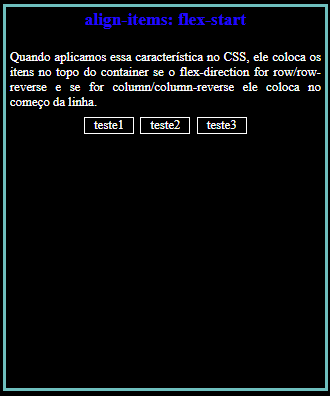 align-items: flex-start
Quando aplicamos essa característica no CSS, ele coloca os
itens no topo do container se o flex-direction for row/row-
reverse e se for column/column-reverse ele coloca no
começo da linha.
teste1 teste2 teste3